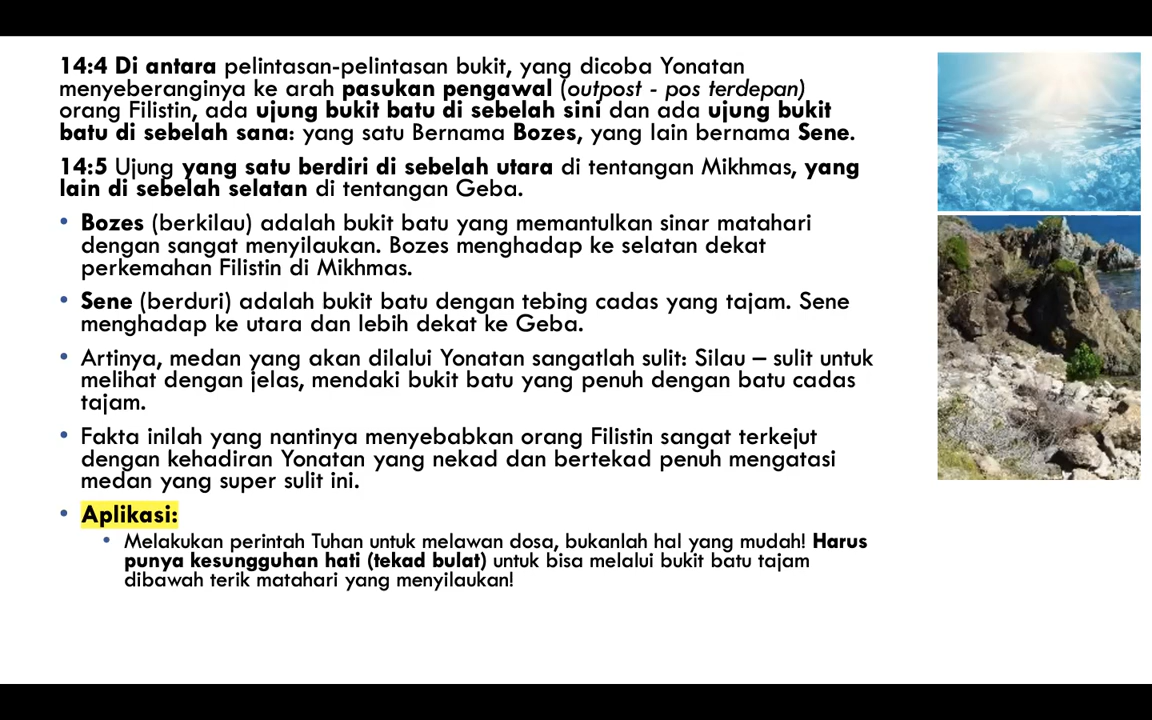 14:4 Di antara pelintasan-pelintasan bukit, yang dicoba Yonatan
menyeberanginya ke arah pasukan pengawal (outpost - pos terdepan)
orang Filistin, ada ujung bukit batu di sebelah sini dan ada ujung bukit
batu di sebelah sana: yang satu Bernama Bozes, yang lain bernama Sene.
14:5 Ujung yang satu berdiri di sebelah utara di tentangan Mikhmas, yang
lain di sebelah selatan di tentangan Geba.
• Bozes (berkilau) adalah bukit batu yang memantulkan sinar matahari
dengan sangat menyilaukan. Bozes menghadap ke selatan dekat
perkemahan Filistin di Mikhmas.
• Sene (berduri) adalah bukit batu dengan tebing cadas yang tajam. Sene
menghadap ke utara dan lebih dekat ke Geba.
• Artinya, medan yang akan dilalui Yonatan sangatlah sulit: Silau – sulit untuk
melihat dengan jelas, mendaki bukit batu yang penuh dengan batu cadas
tajam.
• Fakta inilah yang nantinya menyebabkan orang Filistin sangat terkejut
dengan kehadiran Yonatan yang nekad dan bertekad penuh mengatasi
medan yang super sulit ini.
• Aplikasi:
• Melakukan perintah Tuhan untuk melawan dosa, bukanlah hal yang mudah! Harus
punya kesungguhan hati (tekad bulat) untuk bisa melalui bukit batu tajam
dibawah terik matahari yang menyilaukan!